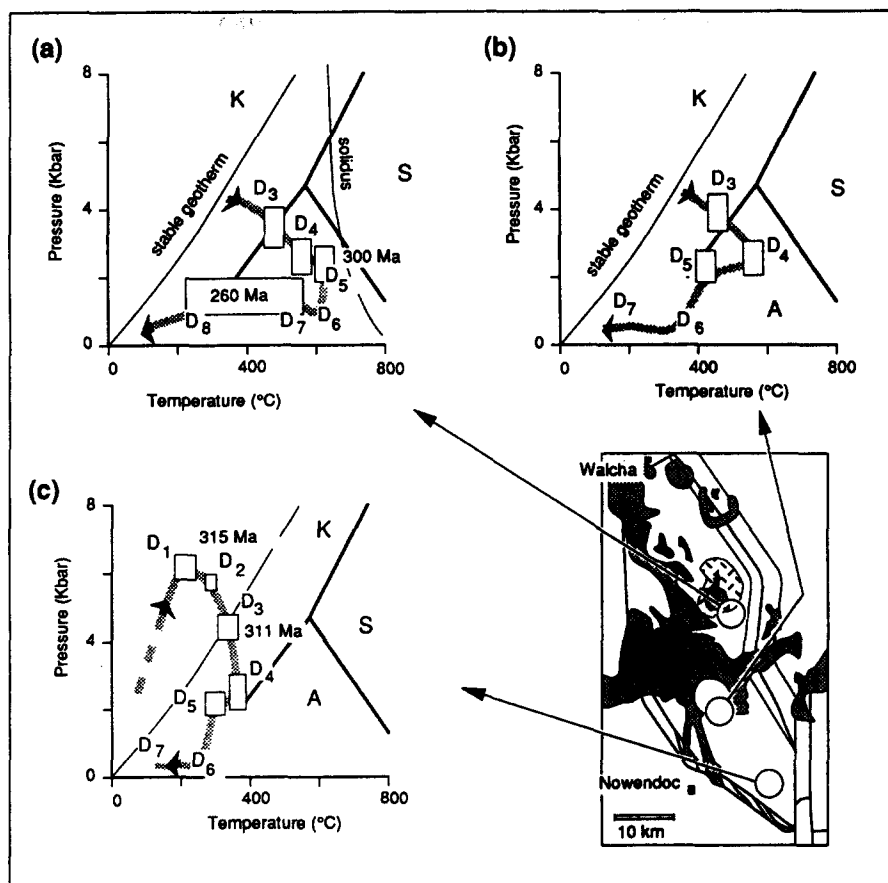 (a)
8
4
0
Pressure (Kbar)
K
S
solidus
stable geotherm
D3
D4
300 Ma
D5
260 Ma
D8
D7
D6
0
400
800
Temperature (°C)
(b)
8
4
0
Pressure (Kbar)
K
S
stable geotherm
D3
D5
D4
D7
D6
A
0
400
800
Temperature (°C)
(c)
8
4
0
Pressure (Kbar)
315 Ma
D1
D2
K
D3
311 Ma
S
D4
D5
A
D7
D6
0
400
800
Temperature (°C)
Walcha
Nowendoc
10 km